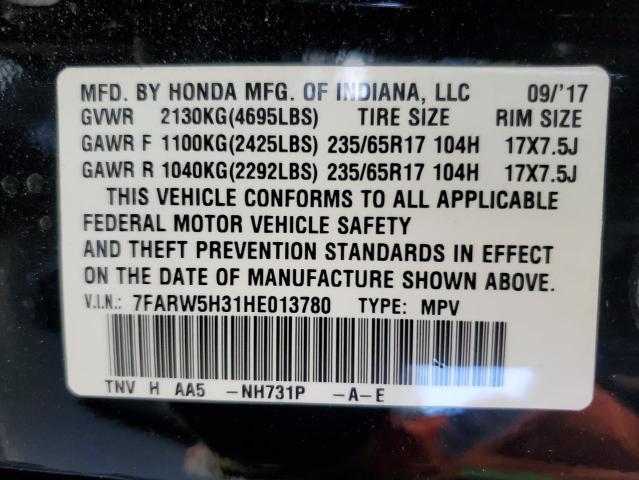 MFD. BY HONDA MFG. OF INDIANA, LLC 09/'17
GVWR 2130KG(4695LBS) TIRE SIZE RIM SIZE
GAWR F 1100KG(2425LBS) 235/65R17 104H 17X7.5J
GAWR R 1040KG(2292LBS) 235/65R17 104H 17X7.5J
THIS VEHICLE CONFORMS TO ALL APPLICABLE
FEDERAL MOTOR VEHICLE SAFETY
AND THEFT PREVENTION STANDARDS IN EFFECT
ON THE DATE OF MANUFACTURE SHOWN ABOVE.
V.I.N.: 7FARW5H31HE013780 TYPE: MPV
TNV H AA5 -NH731P -A-E